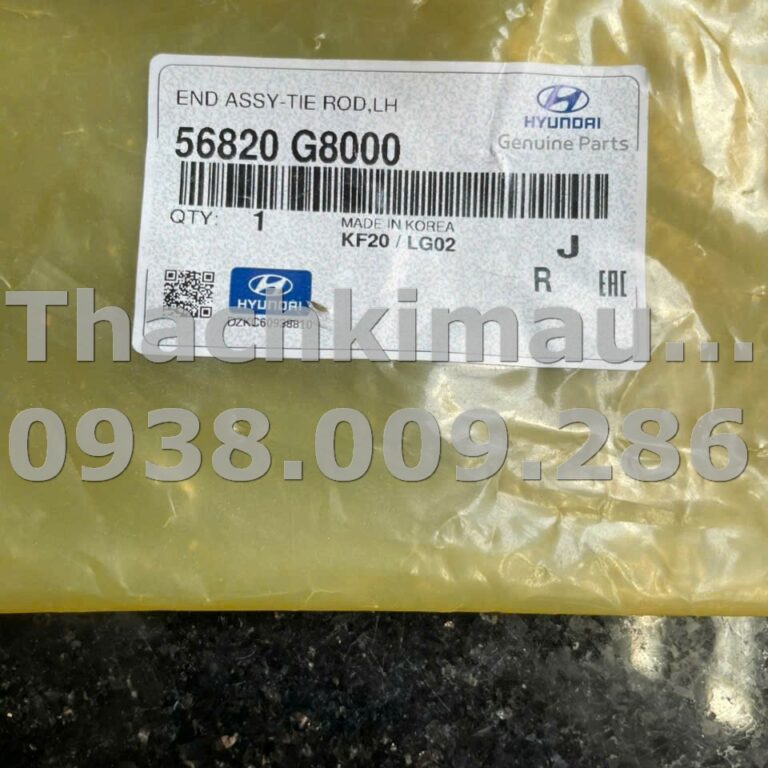 END ASSY-TIE ROD,LH
HYUNDAI
Genuine Parts
56820 G8000
QTY: 1
MADE IN KOREA
KF20 / LG02
J
R
EAC
HYUNDAI
DZKC60938810
Thachkimau...
0938.009.286